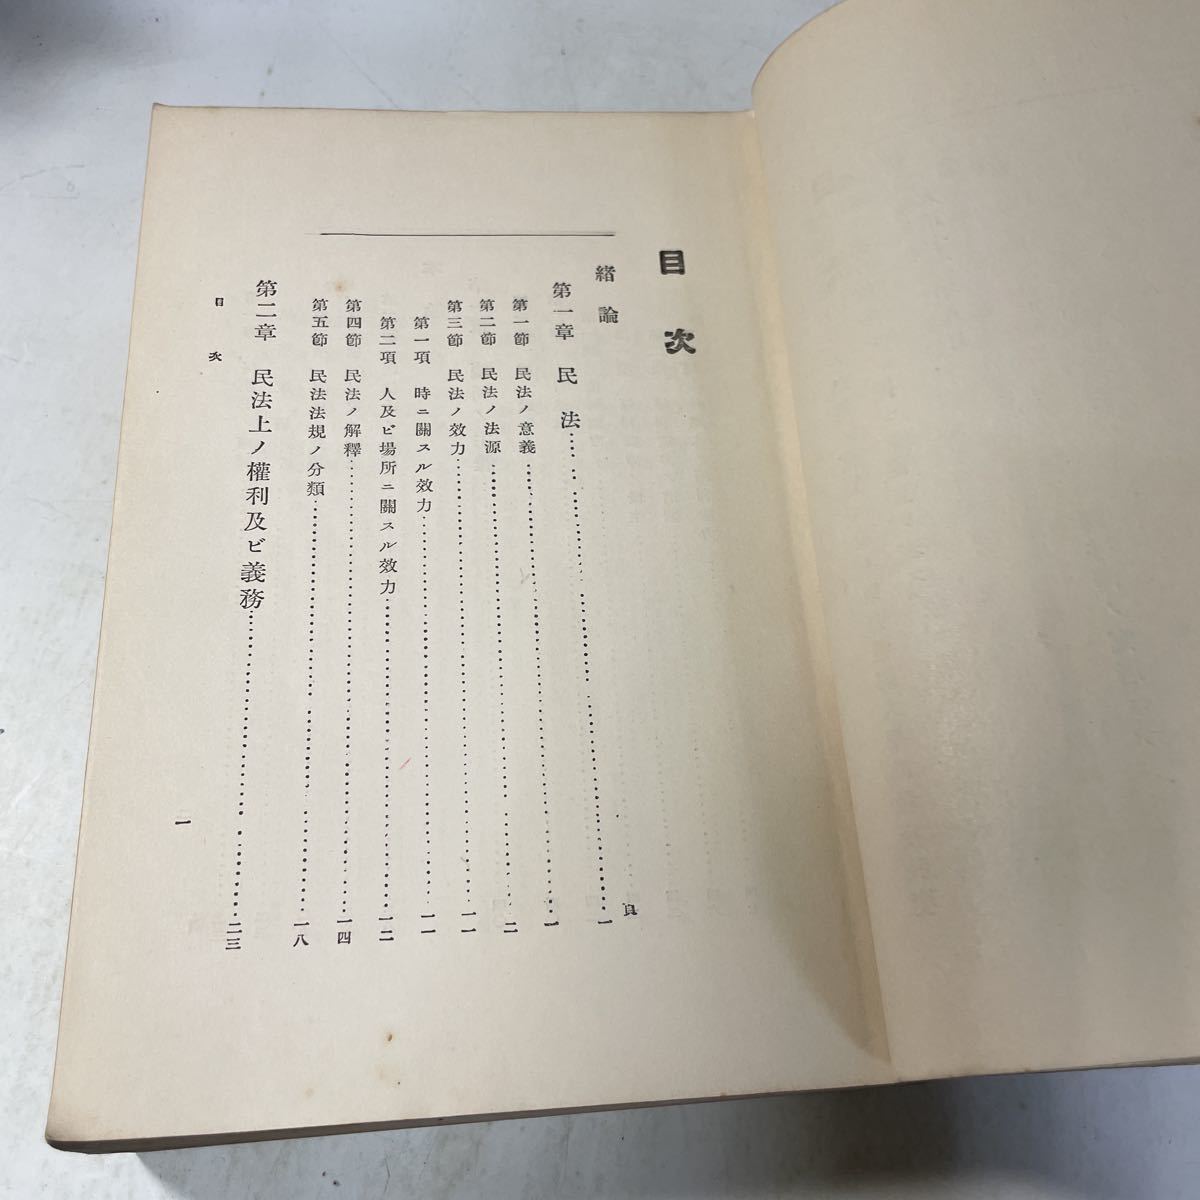 目次
頁
緒論
第一章 民法……………一
第一節 民法ノ意義……………一
第二節 民法ノ法源……………二
第三節 民法ノ效力……………一一
第一項 時ニ關スル效力……………一一
第二項 人及ビ場所ニ關スル效力……………一二
第四節 民法ノ解釋……………一四
第五節 民法法規ノ分類……………一八
第二章 民法上ノ權利及ビ義務……………二三
目次
一